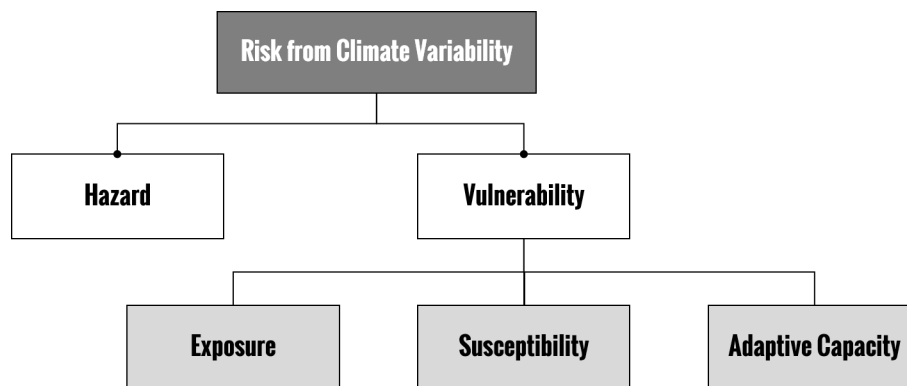 Risk from Climate Variability
Hazard
Vulnerability
Exposure
Susceptibility
Adaptive Capacity